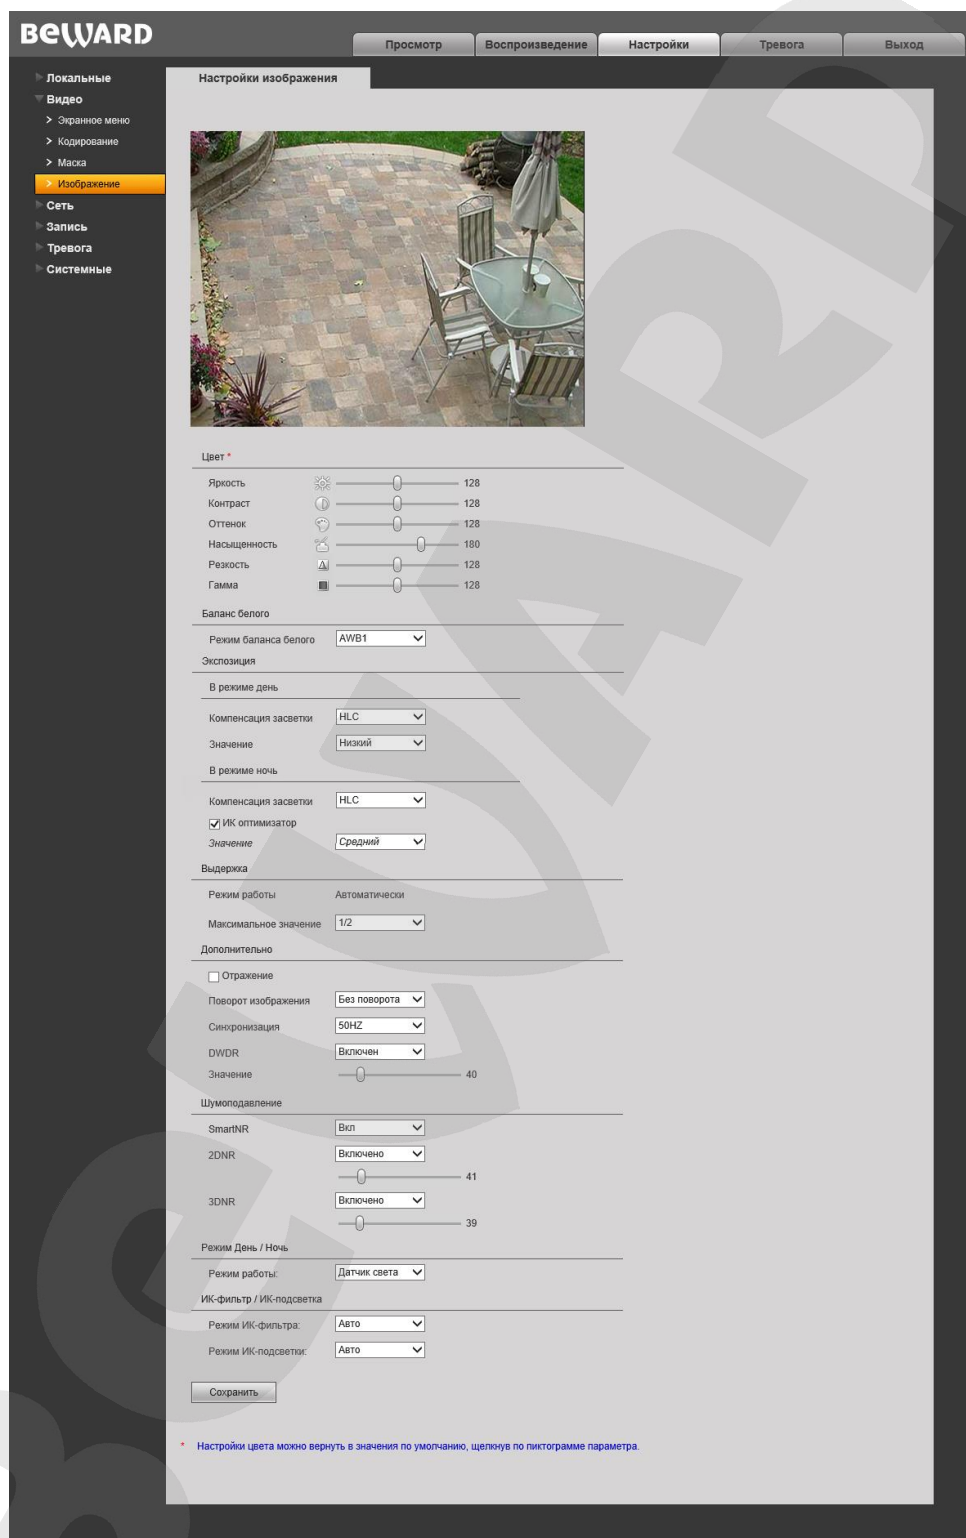 BEWARD
Просмотр Воспроизведение Настройки Тревога Выход
Локальные
Видео
Экранное меню
Кодирование
Маска
Изображение
Сеть
Запись
Тревога
Системные
Настройки изображения
Цвет *
Яркость 128
Контраст 128
Оттенок 128
Насыщенность 180
Резкость 128
Гамма 128
Баланс белого
Режим баланса белого AWB1
Экспозиция
В режиме день
Компенсация засветки HLC
Значение Низкий
В режиме ночь
Компенсация засветки HLC
ИК оптимизатор
Значение Средний
Выдержка
Режим работы Автоматически
Максимальное значение 1/2
Дополнительно
Отражение
Поворот изображения Без поворота
Синхронизация 50HZ
DWDR Включен
Значение 40
Шумоподавление
SmartNR Вкл
2DNR Включено
41
3DNR Включено
39
Режим День / Ночь
Режим работы: Датчик света
ИК-фильтр / ИК-подсветка
Режим ИК-фильтра: Авто
Режим ИК-подсветки: Авто
Сохранить
* Настройки цвета можно вернуть в значения по умолчанию, щелкнув по пиктограмме параметра.
BEWARD